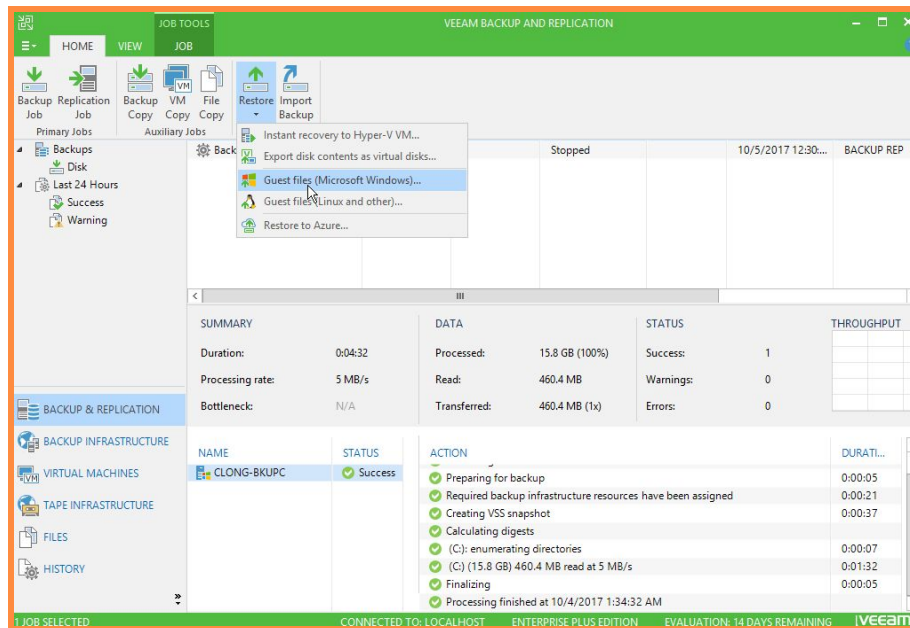 JOB TOOLS
VEEAM BACKUP AND REPLICATION
HOME VIEW JOB
Backup Job
Replication Job
Backup Copy
VM Copy
File Copy
Restore
Import Backup
Primary Jobs
Auxiliary Jobs
Instant recovery to Hyper-V VM...
Export disk contents as virtual disks...
Guest files (Microsoft Windows)...
Guest files (Linux and other)...
Restore to Azure...
Backups
Disk
Last 24 Hours
Success
Warning
Back
Stopped 10/5/2017 12:30:... BACKUP REP
SUMMARY
Duration: 0:04:32
Processing rate: 5 MB/s
Bottleneck: N/A
DATA
Processed: 15.8 GB (100%)
Read: 460.4 MB
Transferred: 460.4 MB (1x)
STATUS
Success: 1
Warnings: 0
Errors: 0
THROUGHPUT
BACKUP & REPLICATION
BACKUP INFRASTRUCTURE
VIRTUAL MACHINES
TAPE INFRASTRUCTURE
FILES
HISTORY
NAME STATUS
CLONG-BKUPC Success
ACTION DURATI...
Preparing for backup 0:00:05
Required backup infrastructure resources have been assigned 0:00:21
Creating VSS snapshot 0:00:37
Calculating digests
(C:): enumerating directories 0:00:07
(C:) (15.8 GB) 460.4 MB read at 5 MB/s 0:01:32
Finalizing 0:00:05
Processing finished at 10/4/2017 1:34:32 AM
1 JOB SELECTED CONNECTED TO: LOCALHOST ENTERPRISE PLUS EDITION EVALUATION: 14 DAYS REMAINING veeam